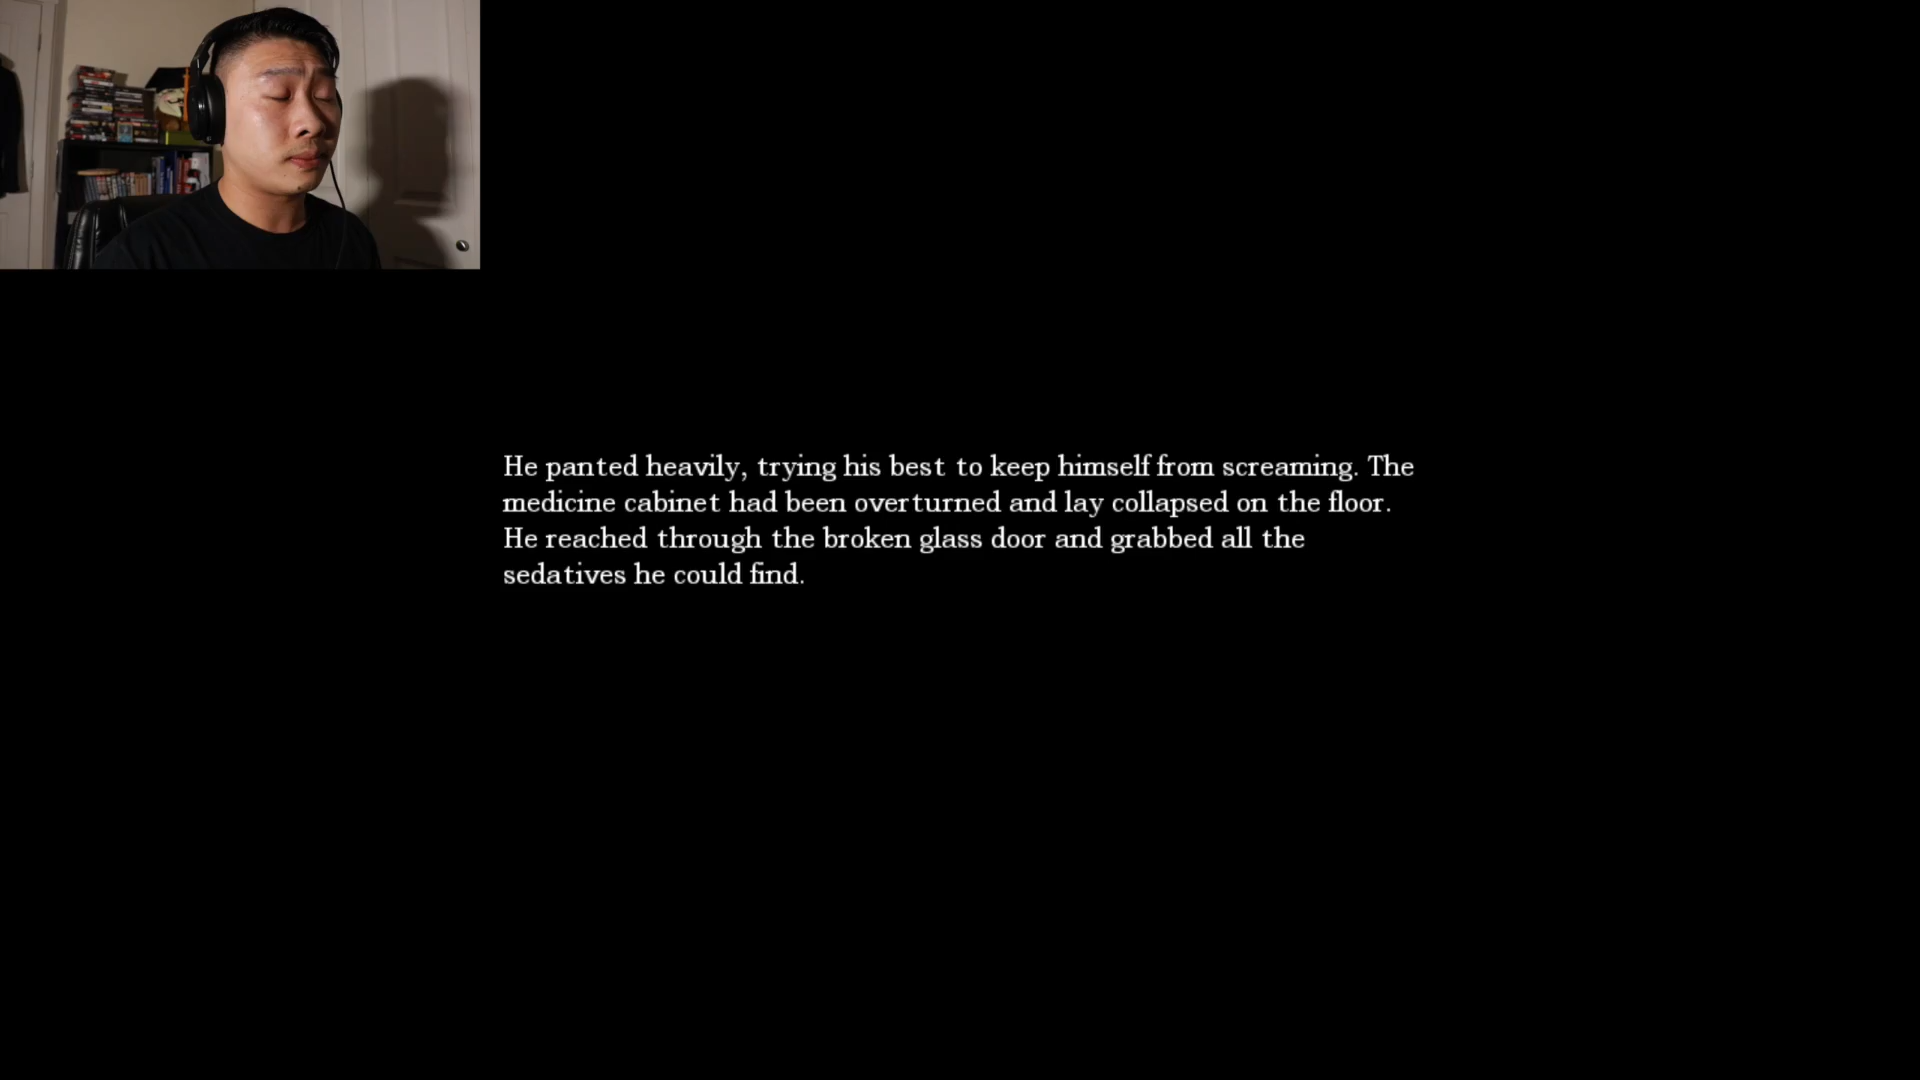 He panted heavily, trying his best to keep himself from screaming. The
medicine cabinet had been overturned and lay collapsed on the floor.
He reached through the broken glass door and grabbed all the
sedatives he could find.